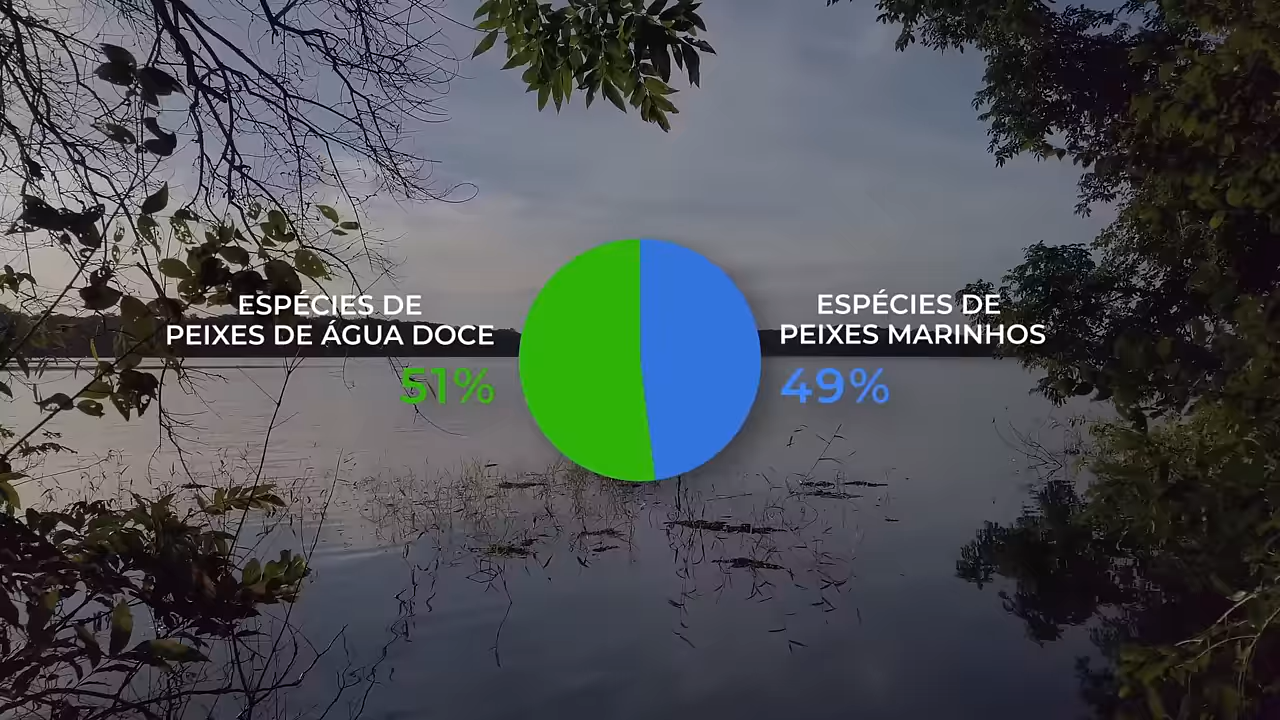 ESPÉCIES DE
PEIXES DE ÁGUA DOCE
51%
ESPÉCIES DE
PEIXES MARINHOS
49%